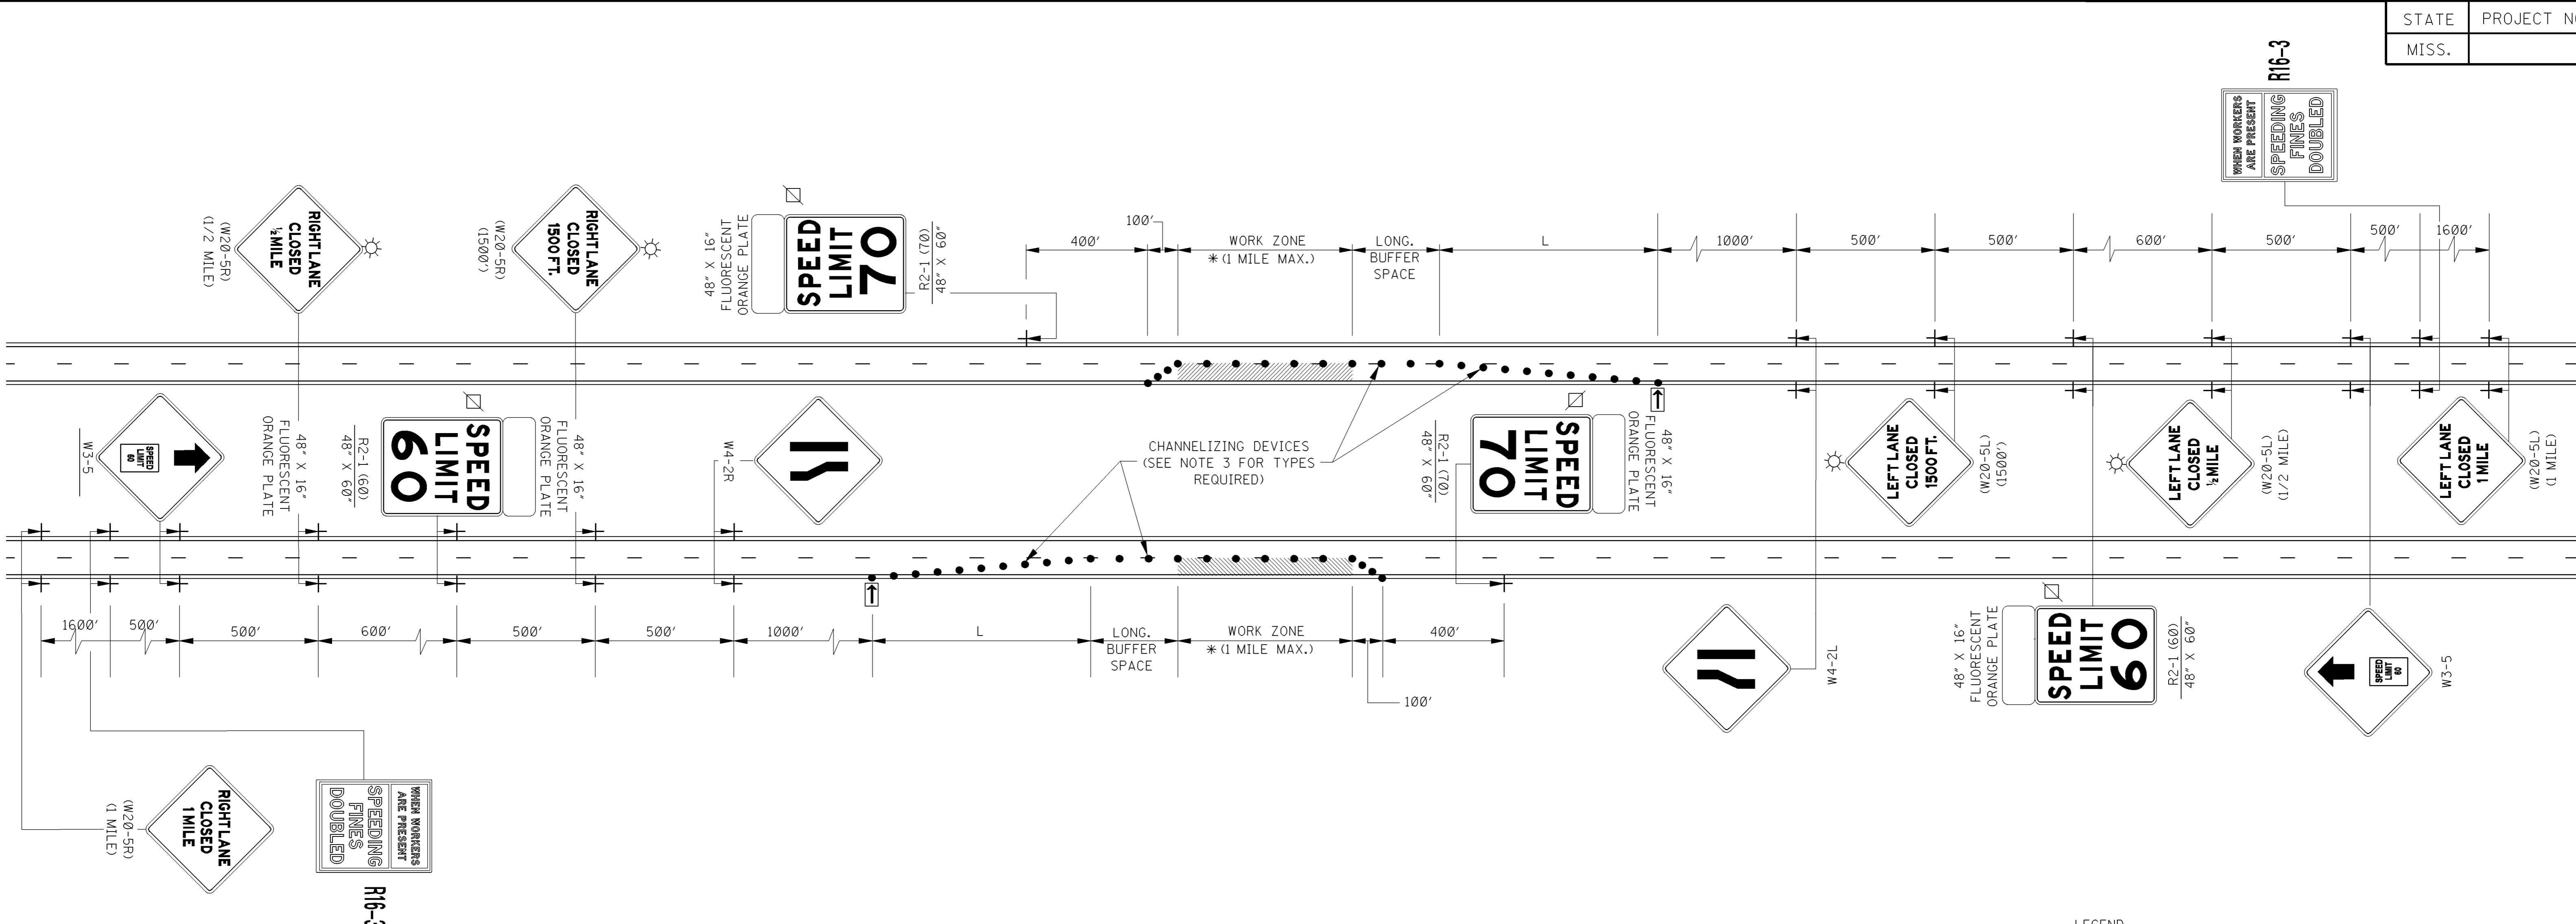 STATE
PROJECT NO
MISS.
R16-3
WHEN WORKERS
ARE PRESENT
SPEEDING
FINES
DOUBLED
RIGHT LANE
CLOSED
½ MILE
(W20-5R)
(1/2 MILE)
RIGHT LANE
CLOSED
1500 FT.
(W20-5R)
(1500')
48" X 16"
FLUORESCENT
ORANGE PLATE
SPEED
LIMIT
70
R2-1 (70)
48" X 60"
400'
100'
WORK ZONE
*(1 MILE MAX.)
LONG.
BUFFER
SPACE
L
1000'
500'
500'
600'
500'
500'
1600'
W3-5
SPEED
LIMIT
60
48" X 16"
FLUORESCENT
ORANGE PLATE
R2-1 (60)
48" X 60"
SPEED
LIMIT
60
48" X 16"
FLUORESCENT
ORANGE PLATE
W4-2R
CHANNELIZING DEVICES
(SEE NOTE 3 FOR TYPES
REQUIRED)
R2-1 (70)
48" X 60"
SPEED
LIMIT
70
48" X 16"
FLUORESCENT
ORANGE PLATE
LEFT LANE
CLOSED
1500 FT.
(W20-5L)
(1500')
LEFT LANE
CLOSED
½ MILE
(W20-5L)
(1/2 MILE)
LEFT LANE
CLOSED
1 MILE
(W20-5L)
(1 MILE)
1600'
500'
500'
600'
500'
500'
1000'
L
LONG.
BUFFER
SPACE
WORK ZONE
*(1 MILE MAX.)
400'
100'
W4-2L
48" X 16"
FLUORESCENT
ORANGE PLATE
SPEED
LIMIT
60
R2-1 (60)
48" X 60"
SPEED
LIMIT
60
W3-5
(W20-5R)
(1 MILE)
RIGHT LANE
CLOSED
1 MILE
WHEN WORKERS
ARE PRESENT
SPEEDING
FINES
DOUBLED
R16-3
LEGEND